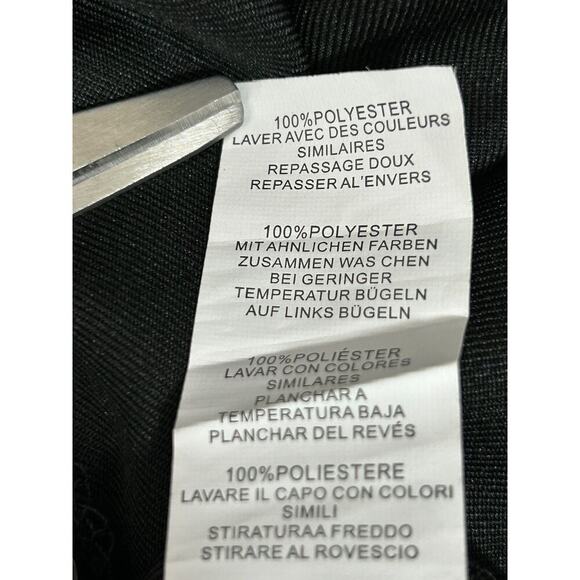 100%POLYESTER
LAVER AVEC DES COULEURS
SIMILAIRES
REPASSAGE DOUX
REPASSER AL'ENVERS
100%POLYESTER
MIT AHNLICHEN FARBEN
ZUSAMMEN WAS CHEN
BEI GERINGER
TEMPERATUR BÜGELN
AUF LINKS BÜGELN
100%POLIÉSTER
LAVAR CON COLORES
SIMILARES
PLANCHAR A
TEMPERATURA BAJA
PLANCHAR DEL REVÉS
100%POLIESTERE
LAVARE IL CAPO CON COLORI
SIMILI
STIRATURAA FREDDO
STIRARE AL ROVESCIO